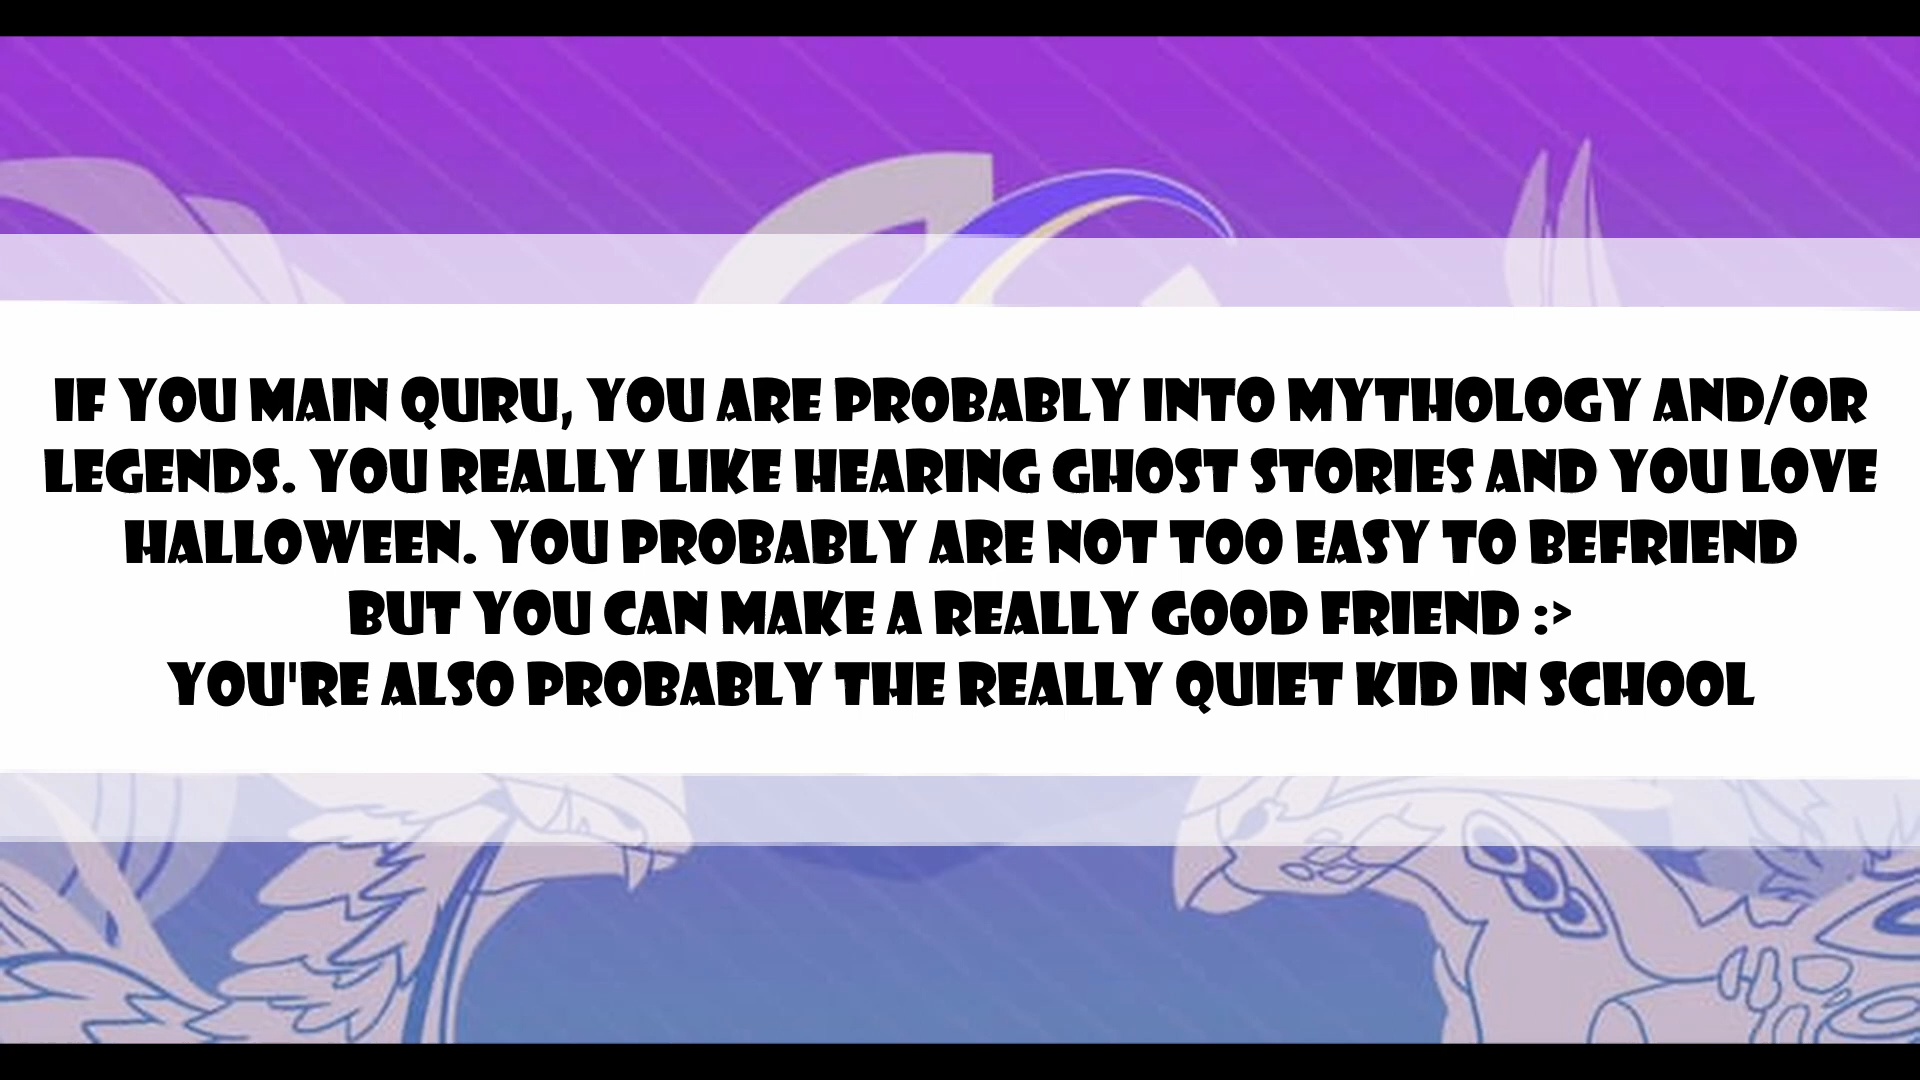 IF YOU MAIN QURU, YOU ARE PROBABLY INTO MYTHOLOGY AND/OR
LEGENDS. YOU REALLY LIKE HEARING GHOST STORIES AND YOU LOVE
HALLOWEEN. YOU PROBABLY ARE NOT TOO EASY TO BEFRIEND
BUT YOU CAN MAKE A REALLY GOOD FRIEND :>
YOU'RE ALSO PROBABLY THE REALLY QUIET KID IN SCHOOL